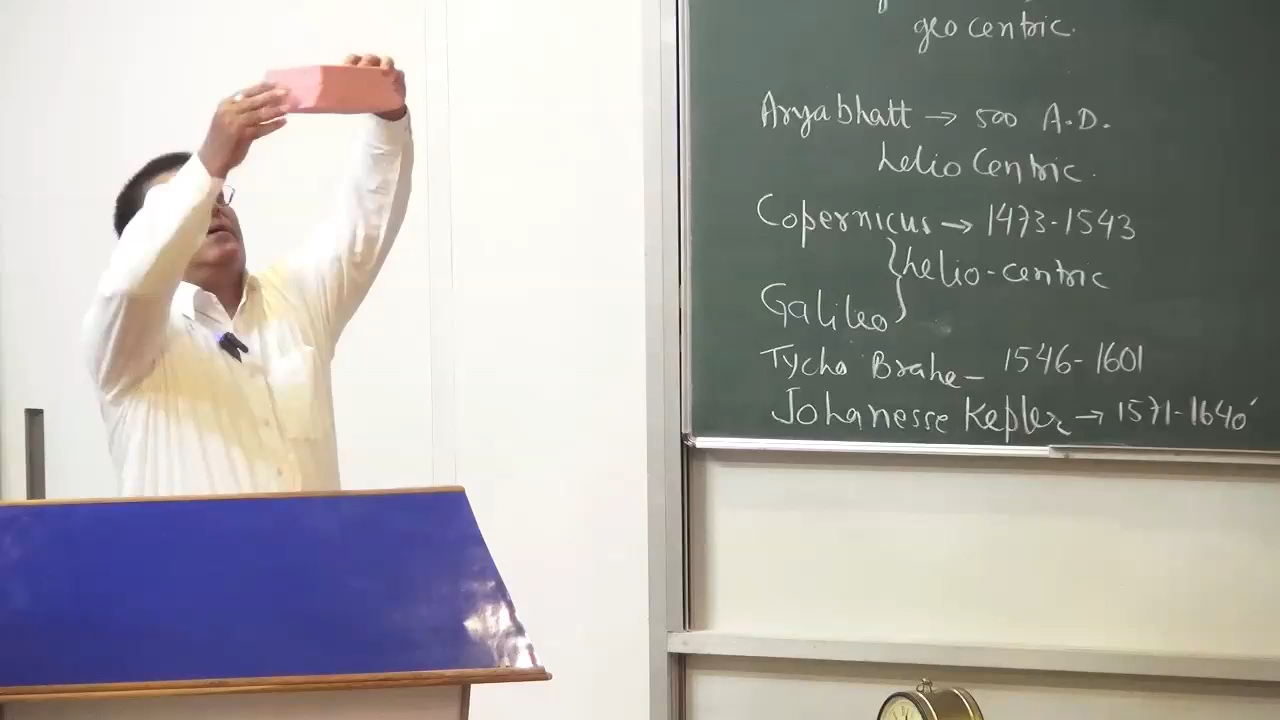 geocentric.
Aryabhatt → 500 A.D.
helio Centric.
Copernicus → 1473-1543
}helio-centric
Galileo
Tycho Brahe - 1546-1601
Johanesse Kepler → 1571-1640